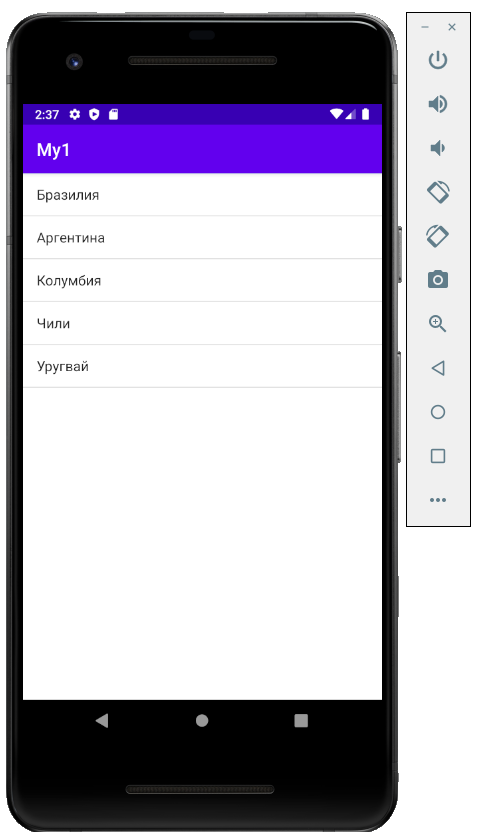 2:37
My1
Бразилия
Аргентина
Колумбия
Чили
Уругвай